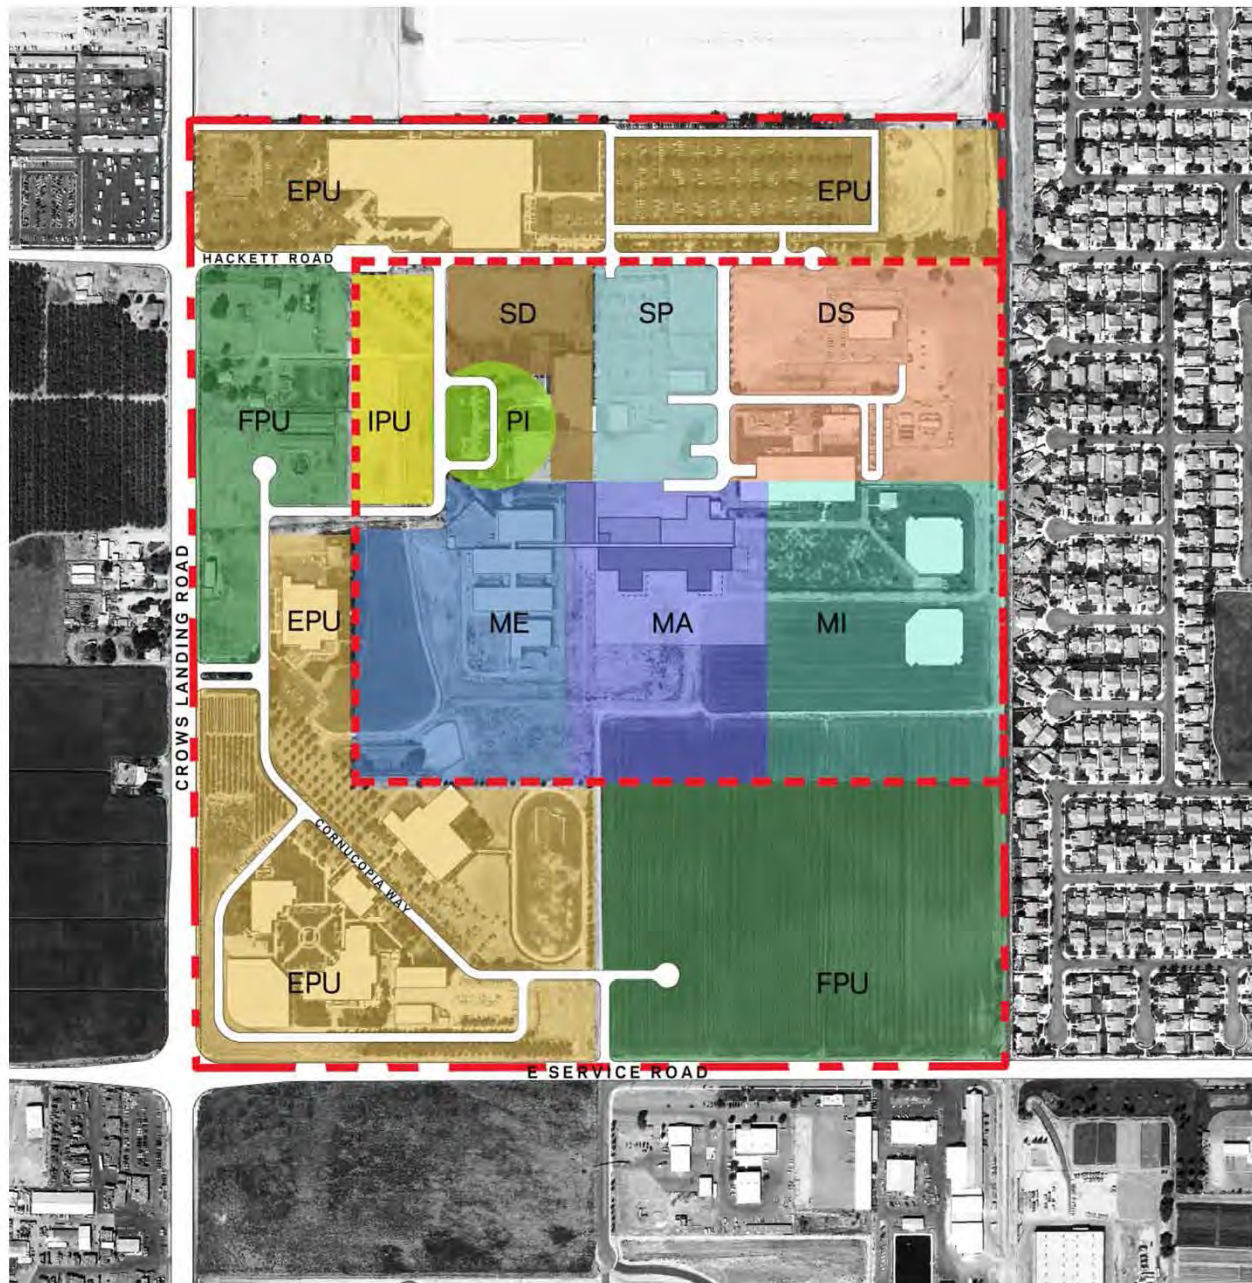 EPU
EPU
HACKETT ROAD
SD
SP
DS
FPU
IPU
PI
EPU
ME
MA
MI
CROWS LANDING ROAD
CORNUCOPIA WAY
EPU
FPU
E SERVICE ROAD